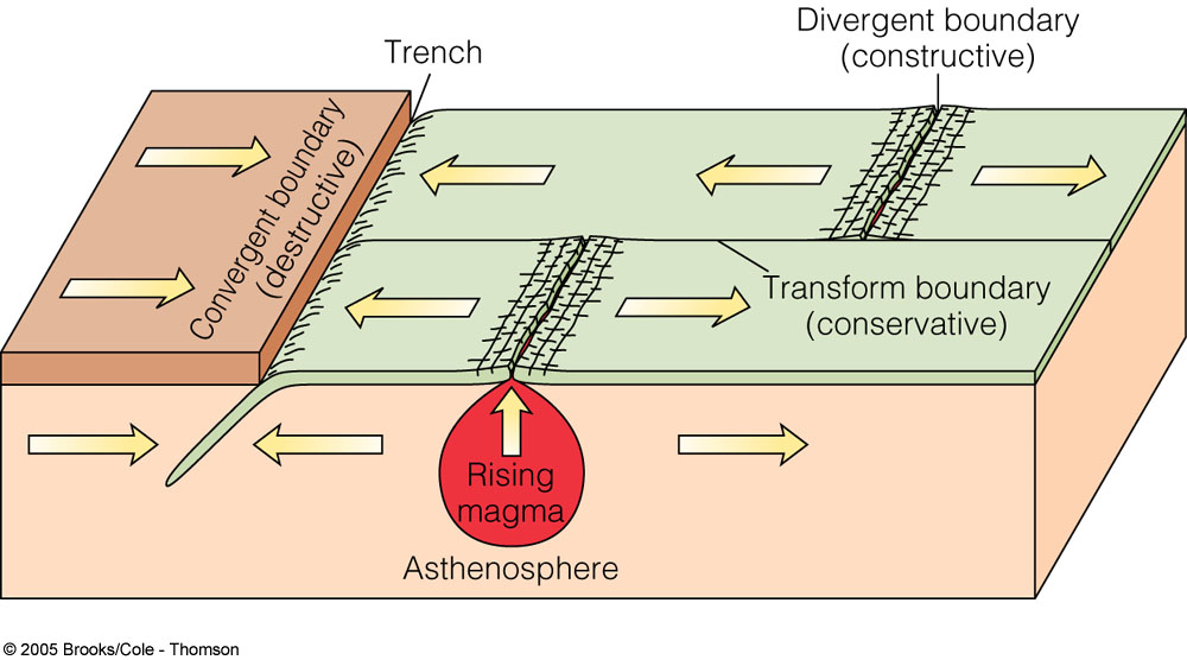 Divergent boundary
(constructive)
Trench
Convergent boundary
(destructive)
Transform boundary
(conservative)
Rising
magma
Asthenosphere
© 2005 Brooks/Cole - Thomson